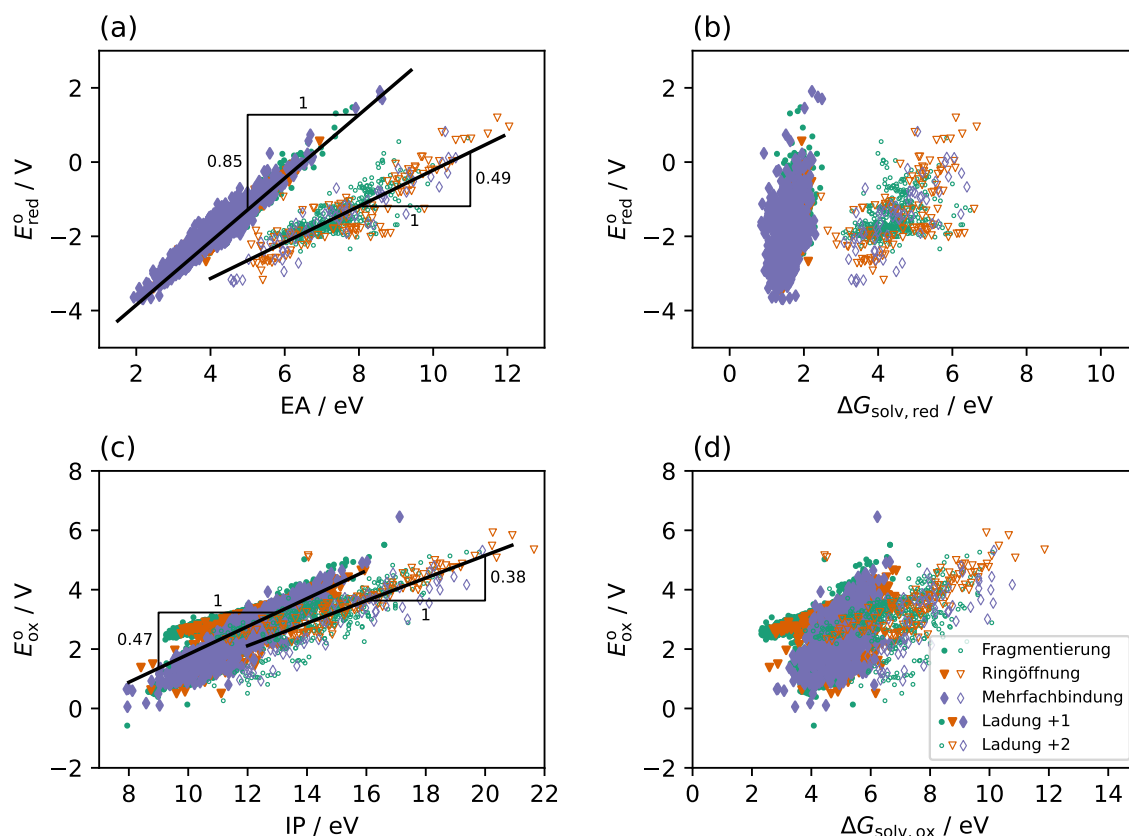 (a)
2
0
−2
−4
E°red / V
1
0.85
0.49
1
2 4 6 8 10 12
EA / eV
(b)
2
0
−2
−4
E°red / V
0 2 4 6 8 10
ΔGsolv, red / eV
(c)
8
6
4
2
0
−2
E°ox / V
1
0.47
0.38
1
8 10 12 14 16 18 20 22
IP / eV
(d)
8
6
4
2
0
−2
E°ox / V
Fragmentierung
Ringöffnung
Mehrfachbindung
Ladung +1
Ladung +2
0 2 4 6 8 10 12 14
ΔGsolv, ox / eV